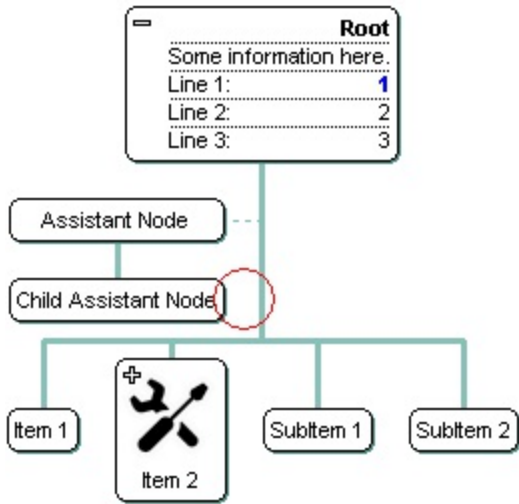 Root
Some information here.
Line 1: 1
Line 2: 2
Line 3: 3
Assistant Node
Child Assistant Node
Item 1
Item 2
SubItem 1
SubItem 2